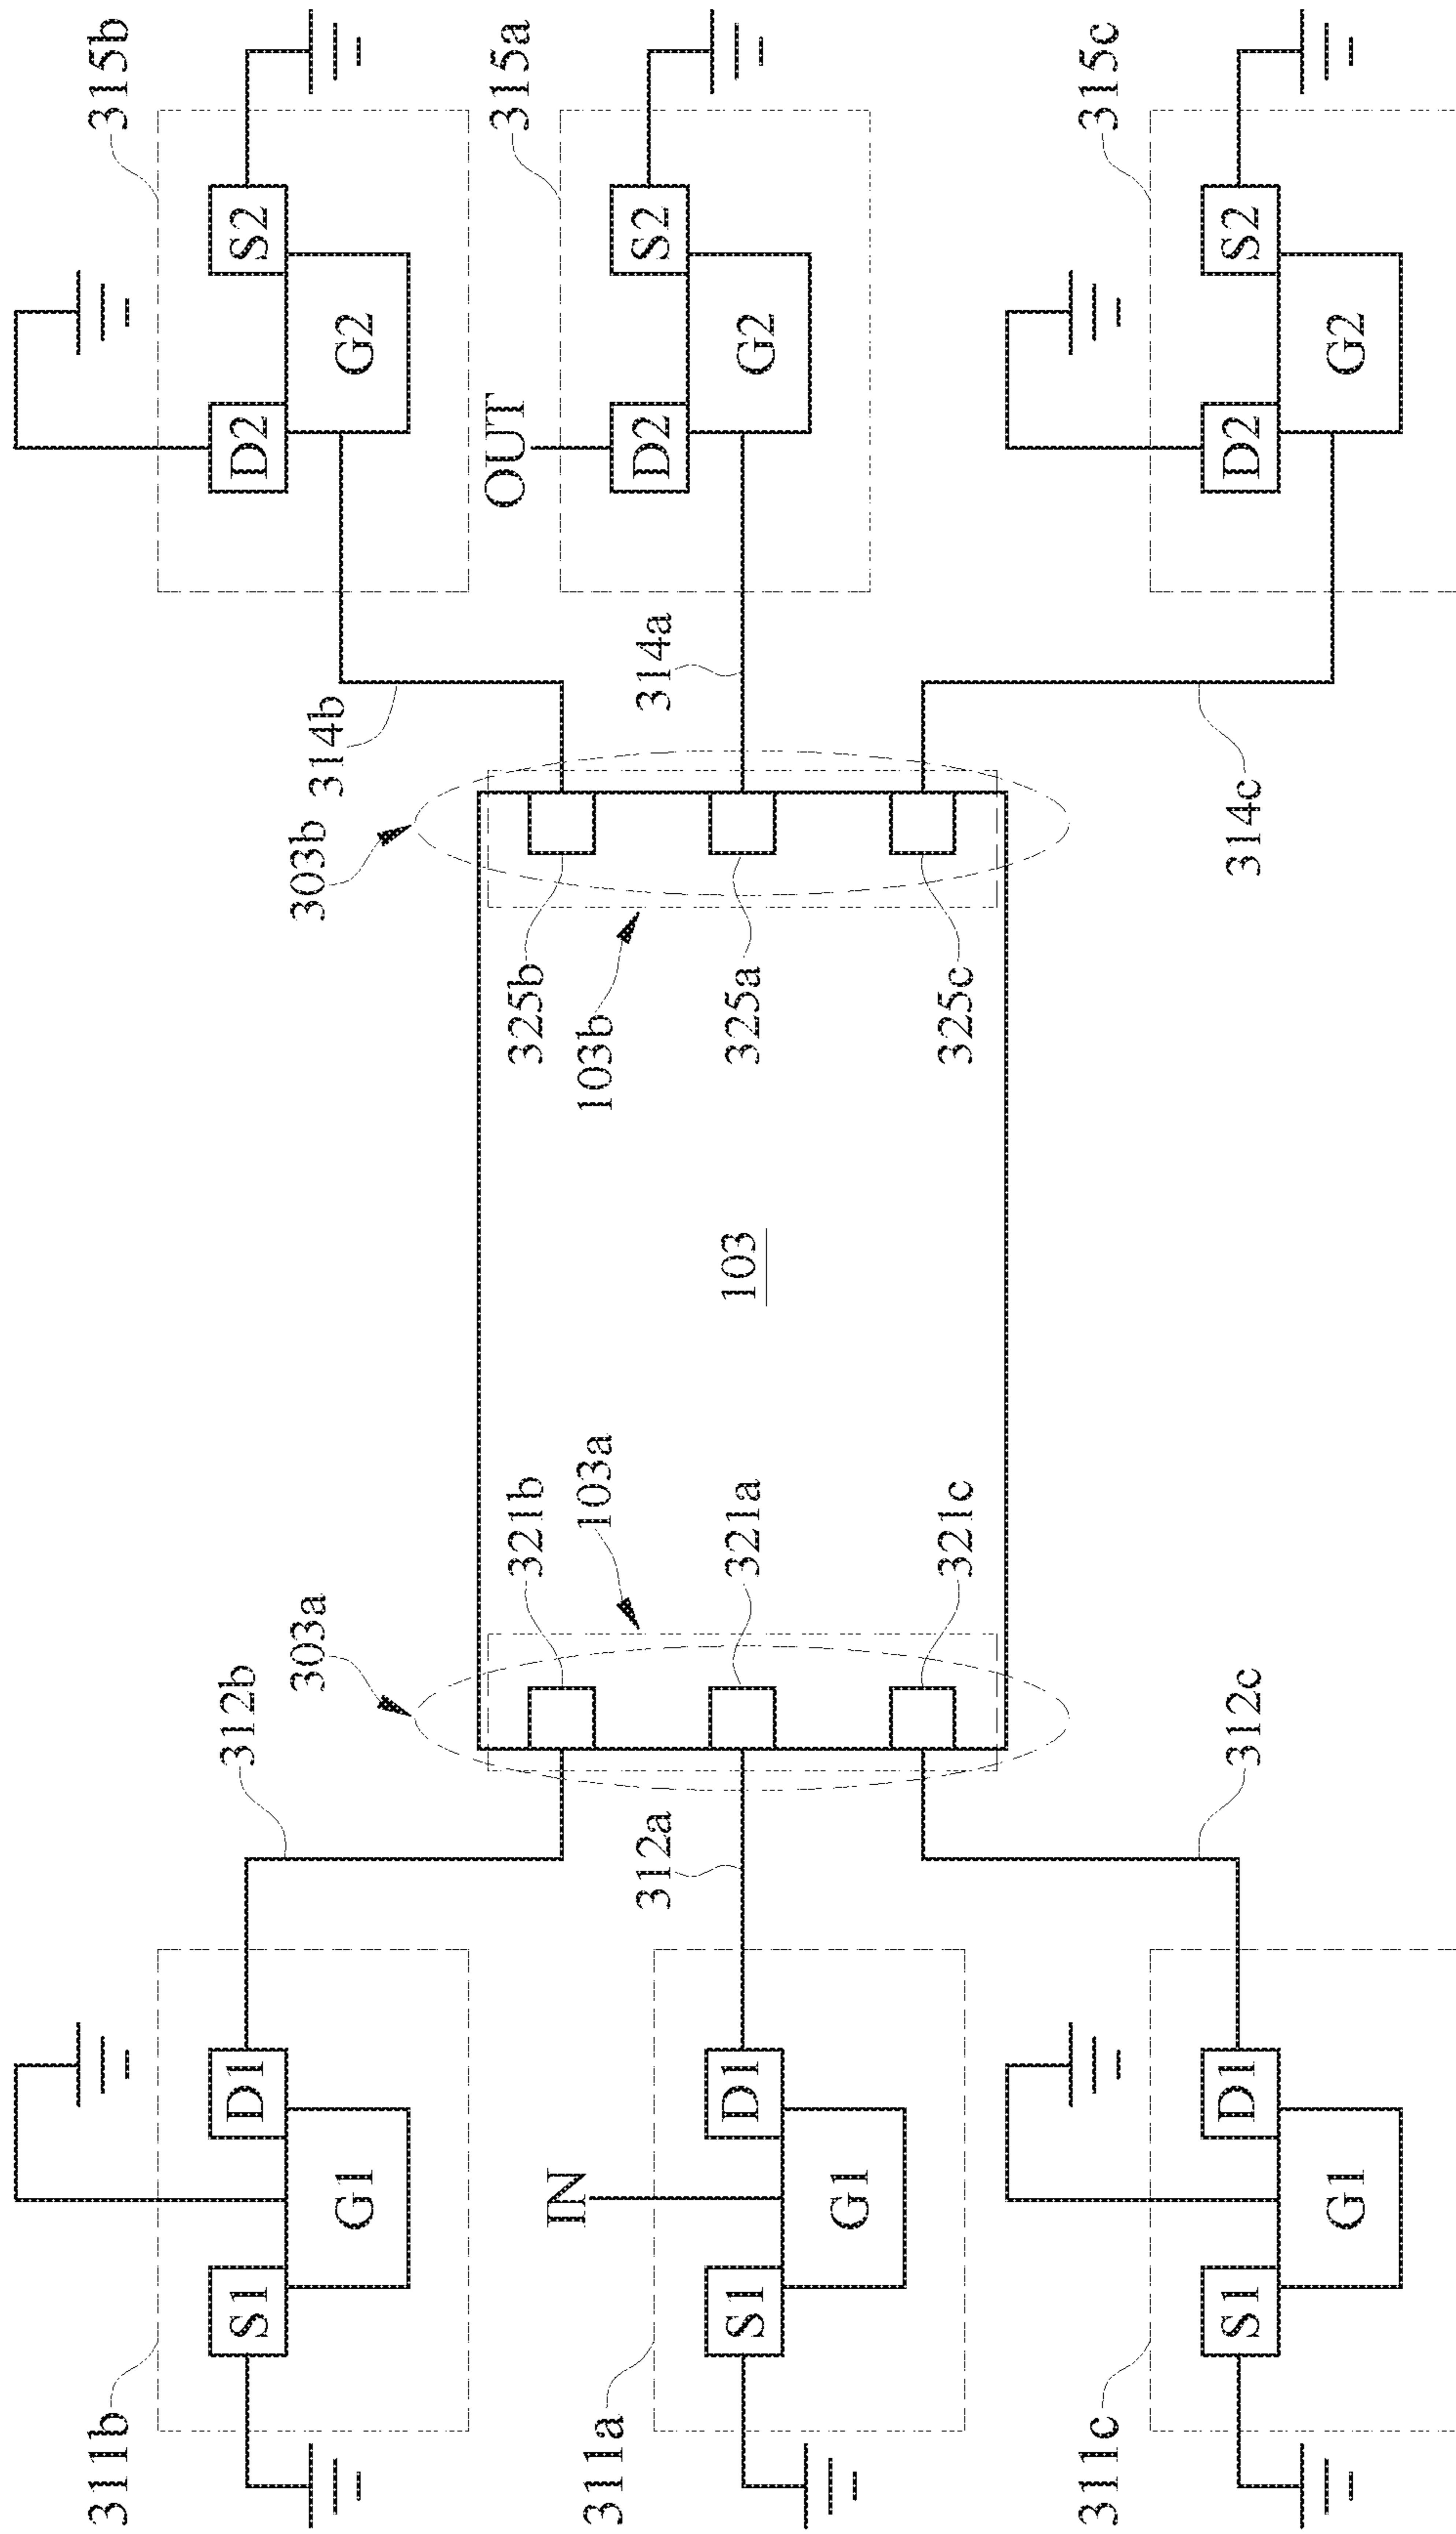 311b
S1
G1
D1
312b
303a
321b
103a
303b
325b
103b
314b
D2
G2
S2
315b
311a
S1
G1
D1
IN
312a
321a
103
325a
314a
OUT
D2
G2
S2
315a
311c
S1
G1
D1
312c
321c
325c
314c
D2
G2
S2
315c